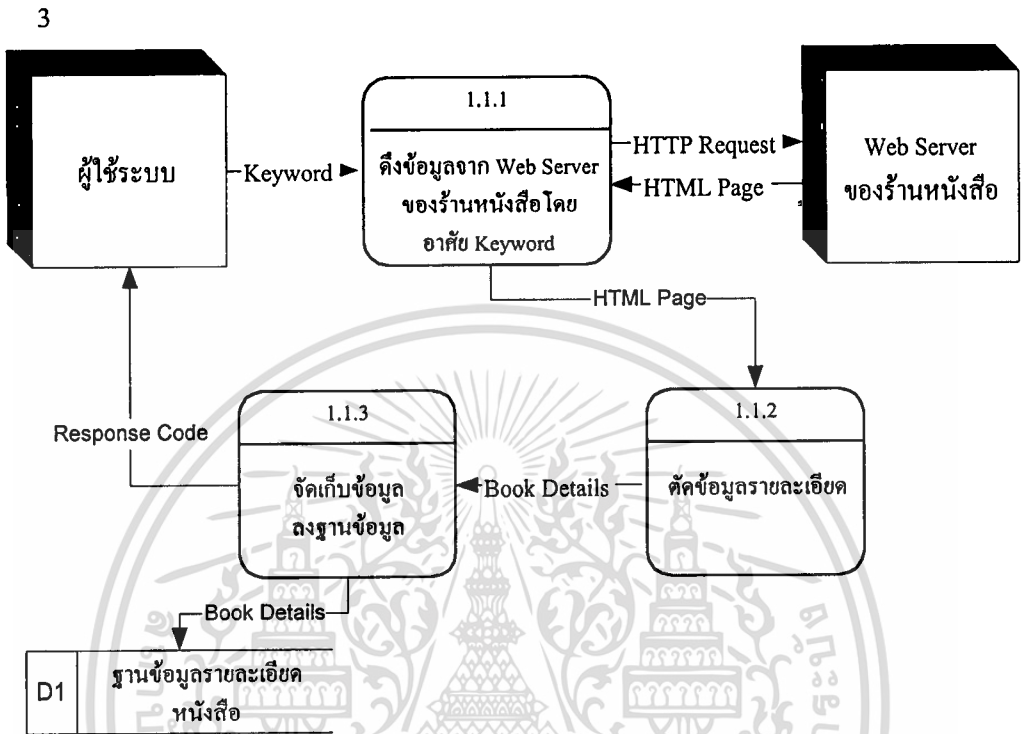 3
ผู้ใช้ระบบ
Keyword
1.1.1
ดึงข้อมูลจาก Web Server
ของร้านหนังสือโดย
อาศัย Keyword
HTTP Request
HTML Page
Web Server
ของร้านหนังสือ
HTML Page
Response Code
1.1.3
จัดเก็บข้อมูล
ลงฐานข้อมูล
Book Details
1.1.2
ตัดข้อมูลรายละเอียด
Book Details
D1
ฐานข้อมูลรายละเอียด
หนังสือ